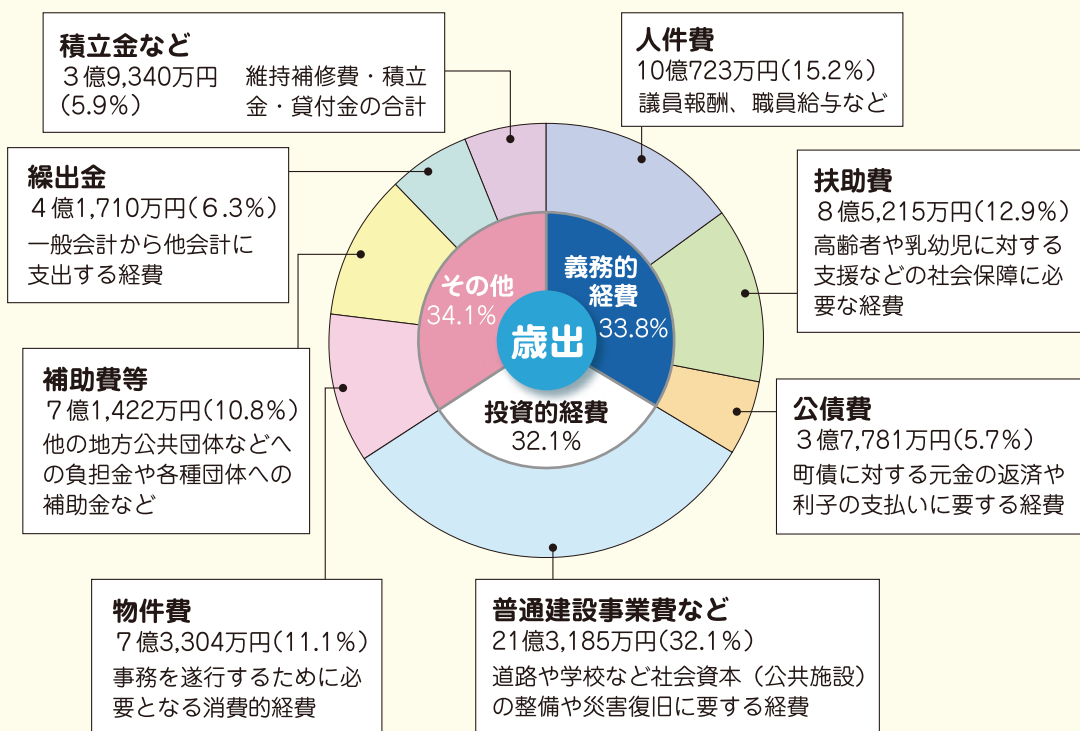 積立金など
3億9,340万円
(5.9%)
維持補修費・積立
金・貸付金の合計
人件費
10億723万円(15.2%)
議員報酬、職員給与など
繰出金
4億1,710万円(6.3%)
一般会計から他会計に
支出する経費
扶助費
8億5,215万円(12.9%)
高齢者や乳幼児に対する
支援などの社会保障に必
要な経費
その他
34.1%
義務的
経費
33.8%
歳出
投資的経費
32.1%
補助費等
7億1,422万円(10.8%)
他の地方公共団体などへ
の負担金や各種団体への
補助金など
公債費
3億7,781万円(5.7%)
町債に対する元金の返済や
利子の支払いに要する経費
物件費
7億3,304万円(11.1%)
事務を遂行するために必
要となる消費的経費
普通建設事業費など
21億3,185万円(32.1%)
道路や学校など社会資本（公共施設）
の整備や災害復旧に要する経費